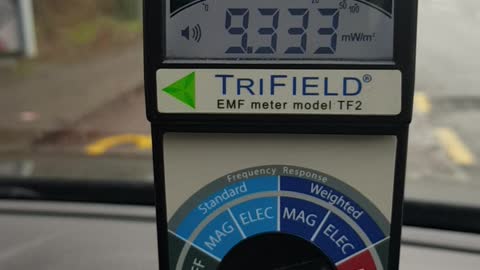 9.333 mW/m²
TRIFIELD®
EMF meter model TF2
Frequency Response
Standard Weighted
MAG ELEC MAG ELEC